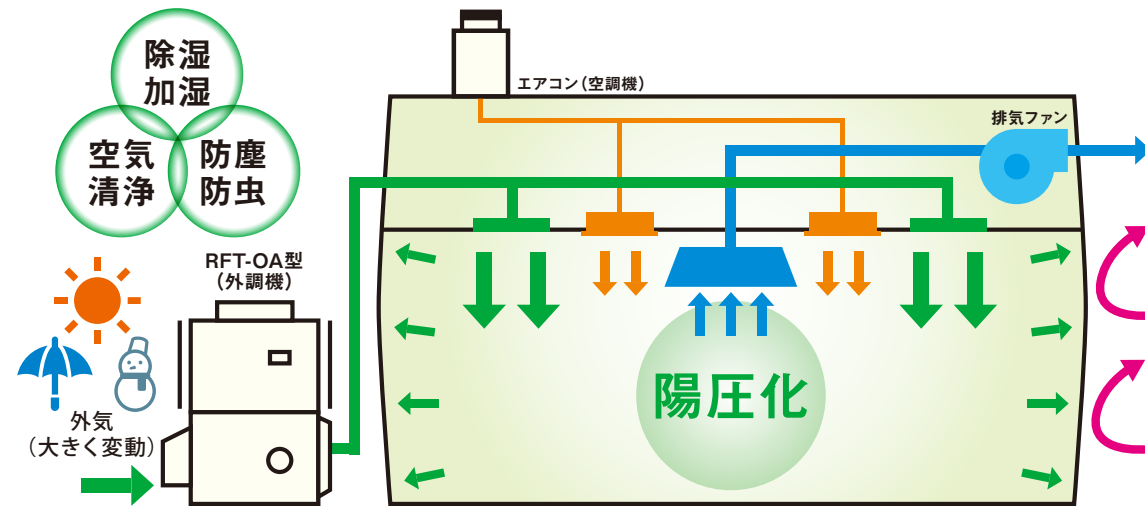 除湿
加湿
空気
清浄
防塵
防虫
エアコン(空調機)
排気ファン
RFT-OA型
(外調機)
外気
(大きく変動)
陽圧化